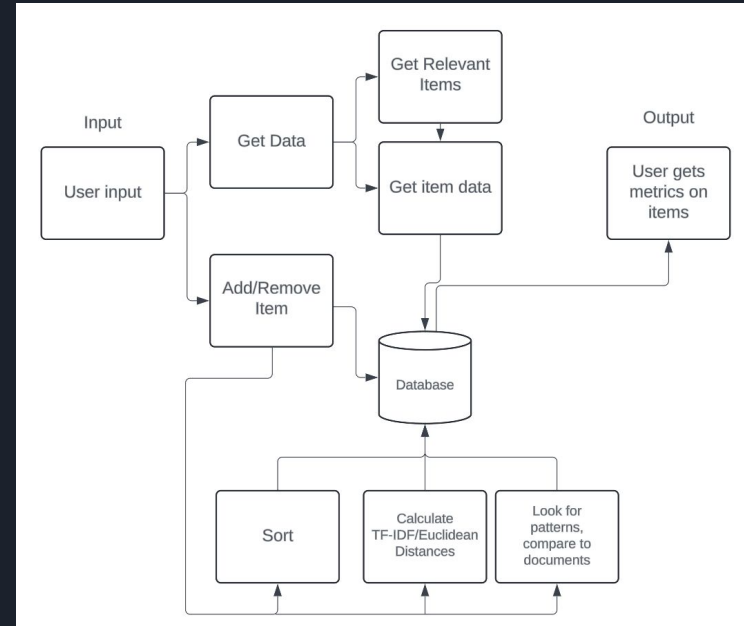 Input
User input
Get Data
Add/Remove
Item
Get Relevant
Items
Get item data
Output
User gets
metrics on
items
Database
Sort
Calculate
TF-IDF/Euclidean
Distances
Look for
patterns,
compare to
documents